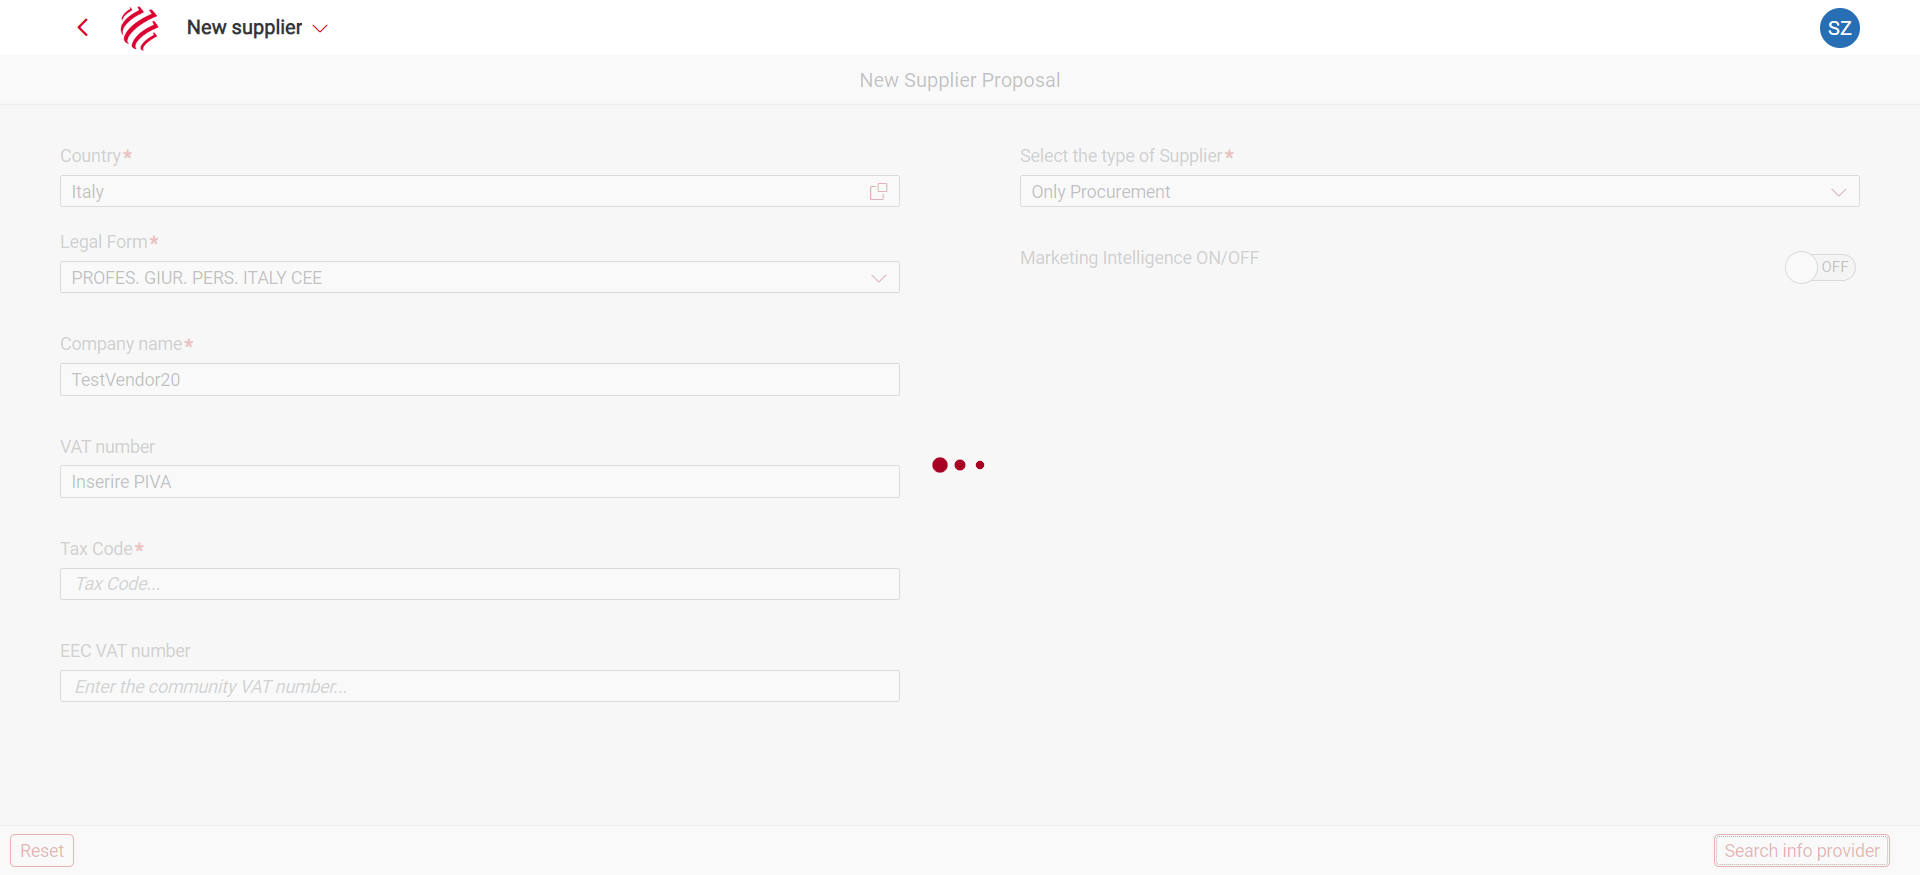 New supplier
SZ
New Supplier Proposal
Country*
Italy
Select the type of Supplier*
Only Procurement
Legal Form*
PROFES. GIUR. PERS. ITALY CEE
Marketing Intelligence ON/OFF
OFF
Company name*
TestVendor20
VAT number
Inserire PIVA
Tax Code*
Tax Code...
EEC VAT number
Enter the community VAT number...
Reset
Search info provider